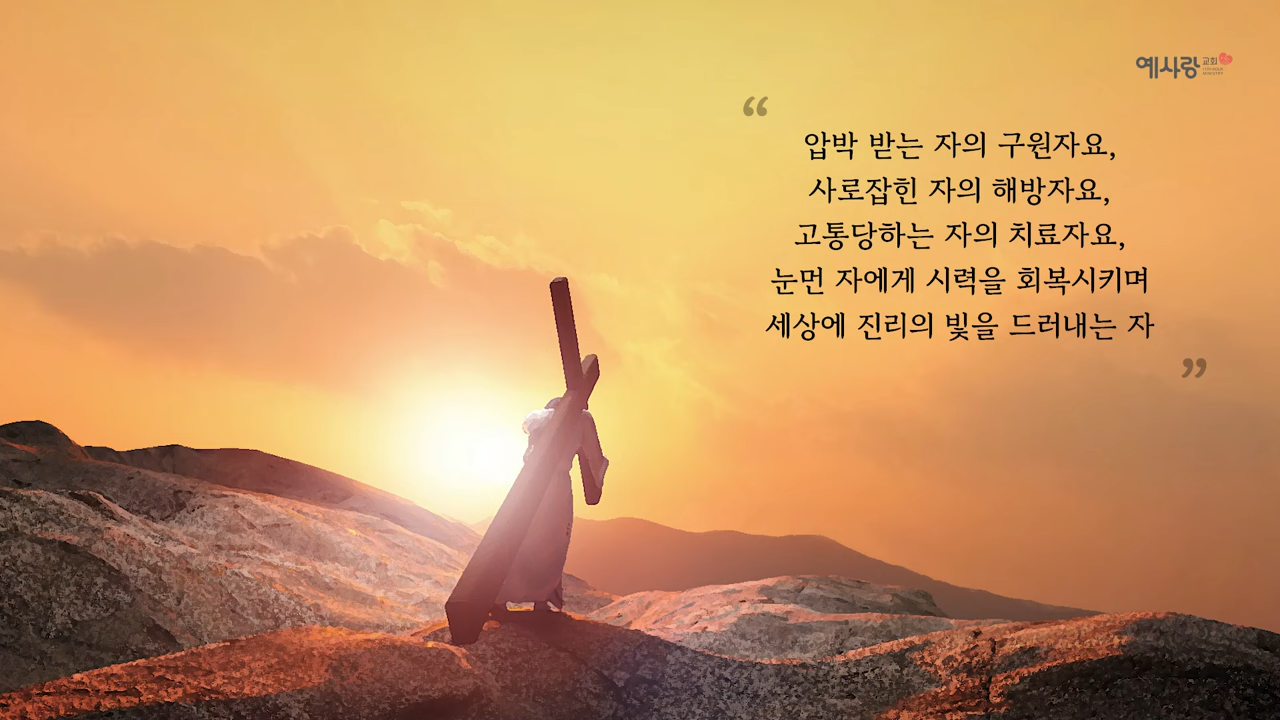 예사랑 교회
“
압박 받는 자의 구원자요,
사로잡힌 자의 해방자요,
고통당하는 자의 치료자요,
눈먼 자에게 시력을 회복시키며
세상에 진리의 빛을 드러내는 자
”